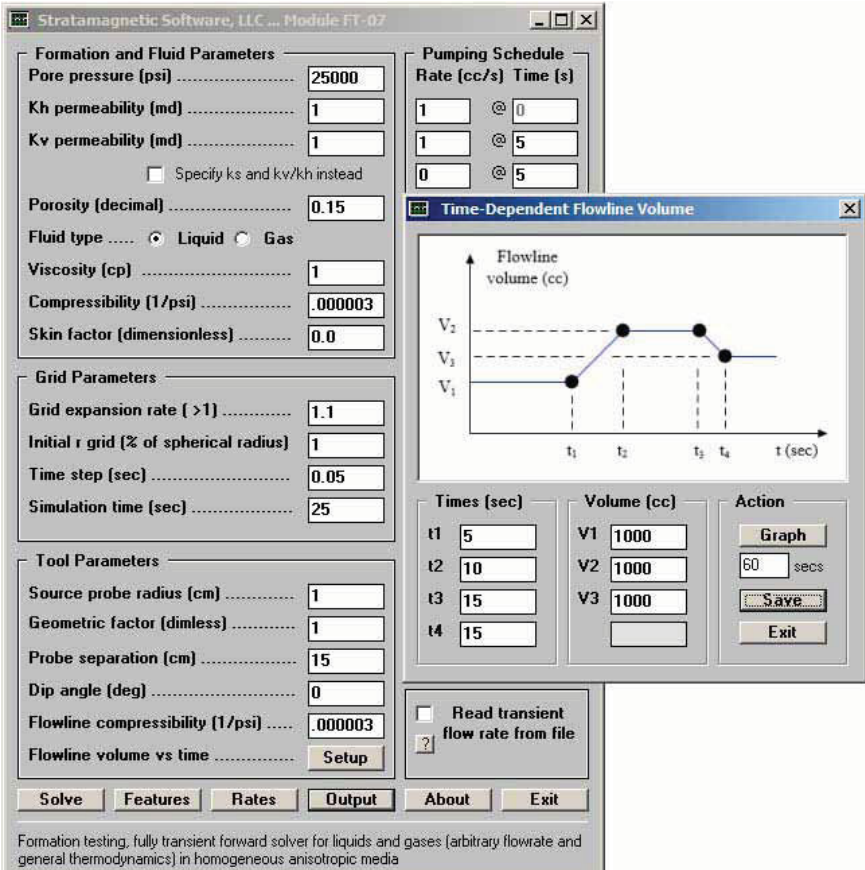 Stratamagnetic Software, LLC ... Module FT-07
Formation and Fluid Parameters
Pore pressure (psi) ..................... 25000
Kh permeability (md) .................. 1
Kv permeability (md) .................. 1
Specify ks and kv/kh instead
Porosity (decimal) ...................... 0.15
Fluid type ..... Liquid Gas
Viscosity (cp) ........................... 1
Compressibility (1/psi) ............... .000003
Skin factor (dimensionless) ........ 0.0
Grid Parameters
Grid expansion rate ( >1) ............ 1.1
Initial r grid (% of spherical radius) 1
Time step (sec) ......................... 0.05
Simulation time (sec) .................. 25
Tool Parameters
Source probe radius (cm) ............ 1
Geometric factor (dimless) .......... 1
Probe separation (cm) ................ 15
Dip angle (deg) ......................... 0
Flowline compressibility (1/psi) ..... .000003
Flowline volume vs time .............. Setup
Pumping Schedule
Rate (cc/s) Time (s)
1 @ 0
1 @ 5
0 @ 5
Time-Dependent Flowline Volume
Flowline
volume (cc)
V2
V3
V1
t1 t2 t3 t4 t (sec)
Times (sec)
t1 5
t2 10
t3 15
t4 15
Volume (cc)
V1 1000
V2 1000
V3 1000
Action
Graph
60 secs
Save
Exit
Read transient
? flow rate from file
Solve Features Rates Output About Exit
Formation testing, fully transient forward solver for liquids and gases (arbitrary flowrate and
general thermodynamics) in homogeneous anisotropic media